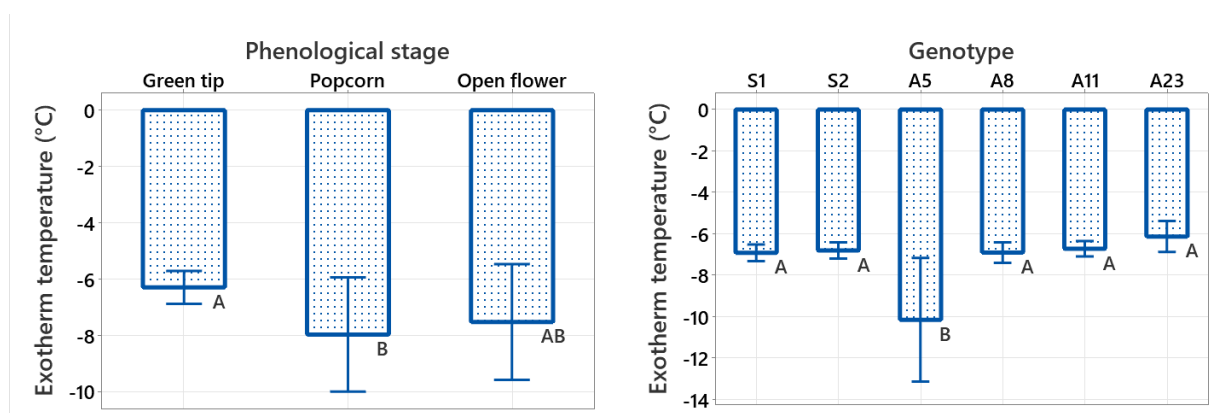 Phenological stage
Green tip Popcorn Open flower
Exotherm temperature (°C)
0
-2
-4
-6
-8
-10
A
B
AB
Genotype
S1 S2 A5 A8 A11 A23
Exotherm temperature (°C)
0
-2
-4
-6
-8
-10
-12
-14
A
A
B
A
A
A